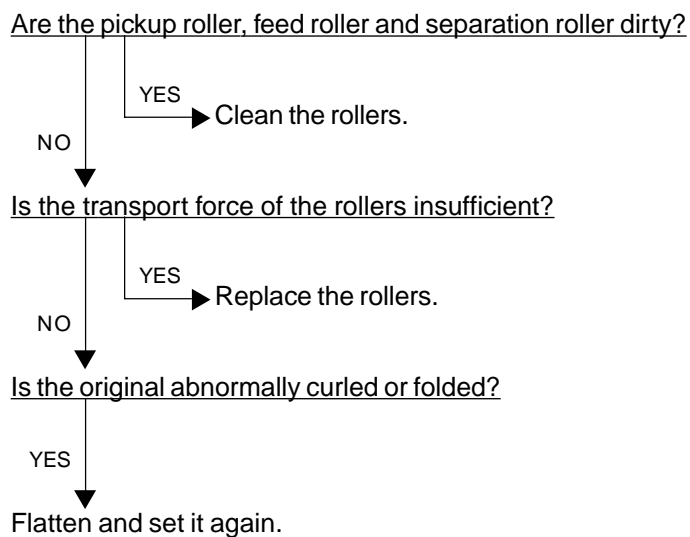 Are the pickup roller, feed roller and separation roller dirty?
YES
Clean the rollers.
NO
Is the transport force of the rollers insufficient?
YES
Replace the rollers.
NO
Is the original abnormally curled or folded?
YES
Flatten and set it again.